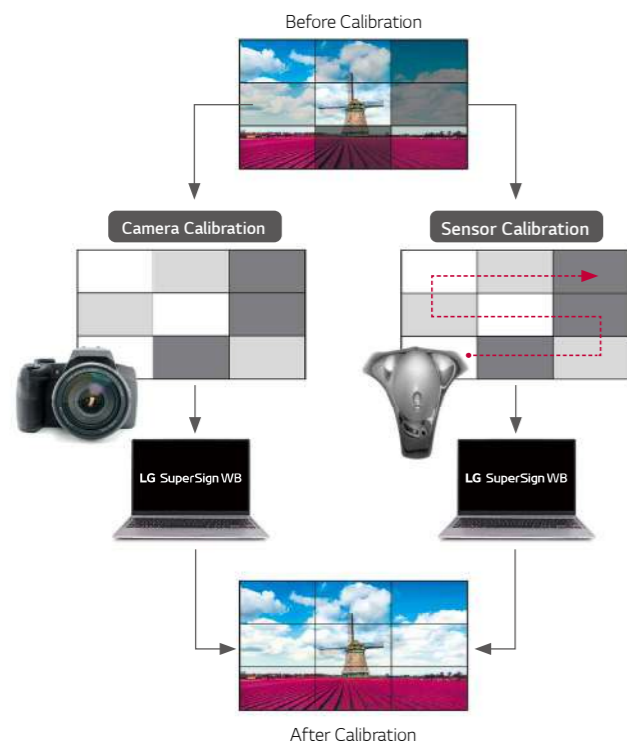 Before Calibration
Camera Calibration
Sensor Calibration
LG SuperSign WB
LG SuperSign WB
After Calibration